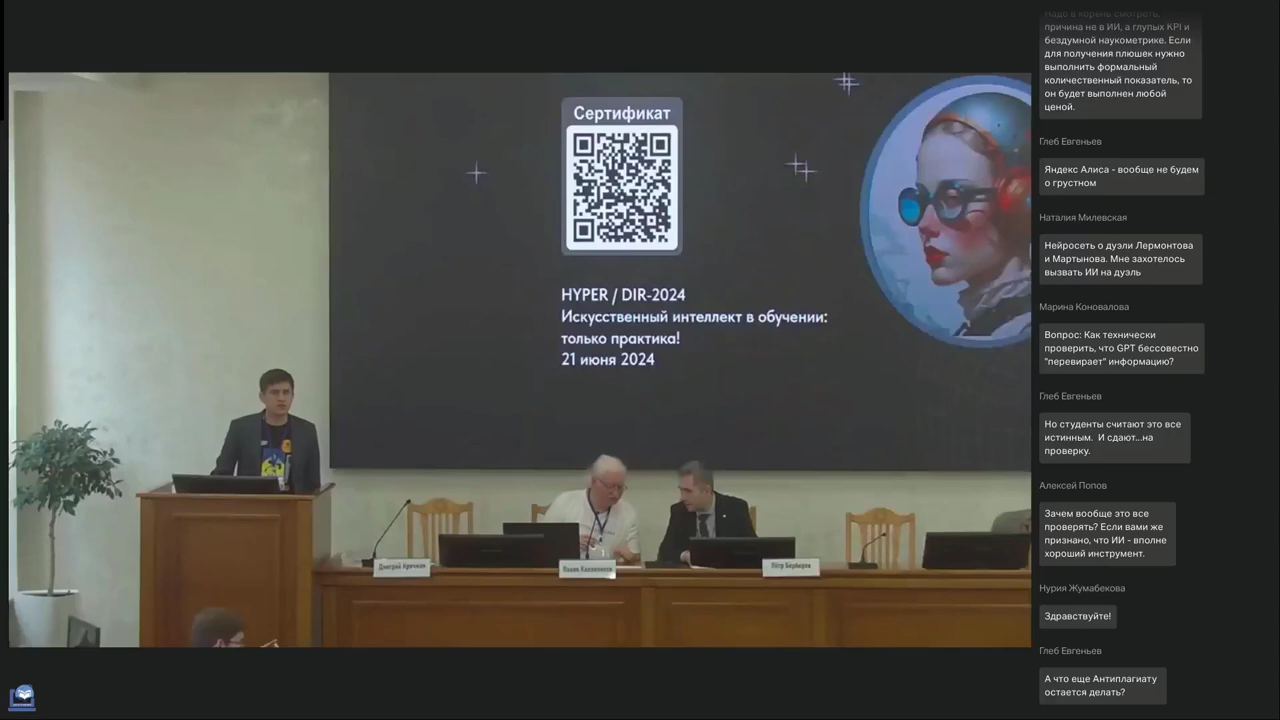 Сертификат
HYPER / DIR-2024
Искусственный интеллект в обучении:
только практика!
21 июня 2024
Пётр Берберов
Надо в корень смотреть,
причина не в ИИ, а глупых KPI и
бездумной наукометрике. Если
для получения плюшек нужно
выполнить формальный
количественный показатель, то
он будет выполнен любой
ценой.
Глеб Евгеньев
Яндекс Алиса - вообще не будем
о грустном
Наталия Милевская
Нейросеть о дуэли Лермонтова
и Мартынова. Мне захотелось
вызвать ИИ на дуэль
Марина Коновалова
Вопрос: Как технически
проверить, что GPT бессовестно
"перевирает" информацию?
Глеб Евгеньев
Но студенты считают это все
истинным.  И сдают...на
проверку.
Алексей Попов
Зачем вообще это все
проверять? Если вами же
признано, что ИИ - вполне
хороший инструмент.
Нурия Жумабекова
Здравствуйте!
Глеб Евгеньев
А что еще Антиплагиату
остается делать?